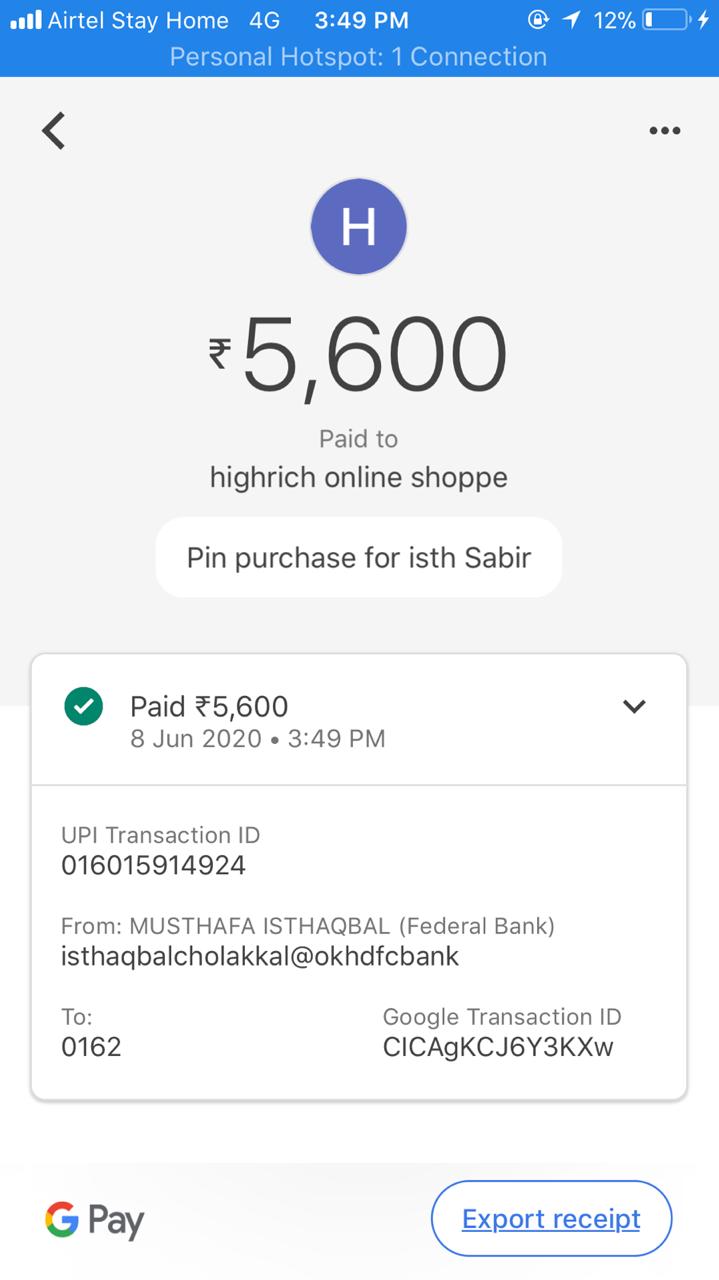 Airtel Stay Home 4G 3:49 PM 12%
Personal Hotspot: 1 Connection
H
₹5,600
Paid to
highrich online shoppe
Pin purchase for isth Sabir
Paid ₹5,600
8 Jun 2020 • 3:49 PM
UPI Transaction ID
016015914924
From: MUSTHAFA ISTHAQBAL (Federal Bank)
isthaqbalcholakkal@okhdfcbank
To:
0162
Google Transaction ID
CICAgKCJ6Y3KXw
G Pay
Export receipt